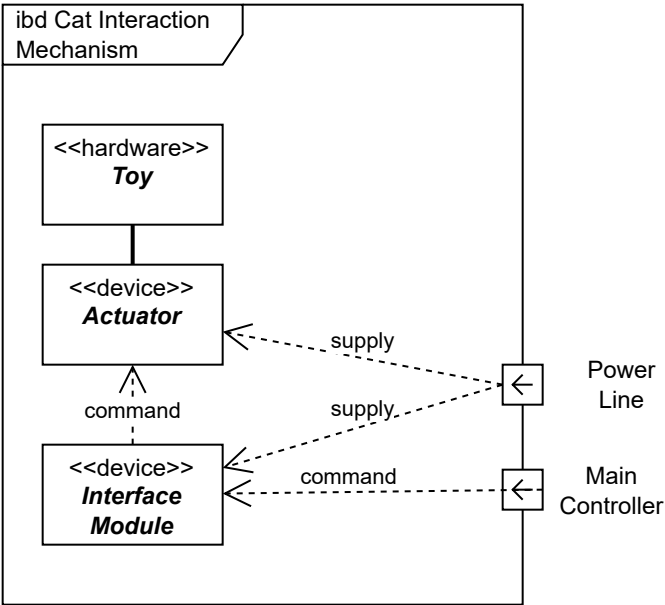 ibd Cat Interaction
Mechanism
<<hardware>>
Toy
<<device>>
Actuator
supply
Power
Line
command
supply
<<device>>
Interface
Module
command
Main
Controller